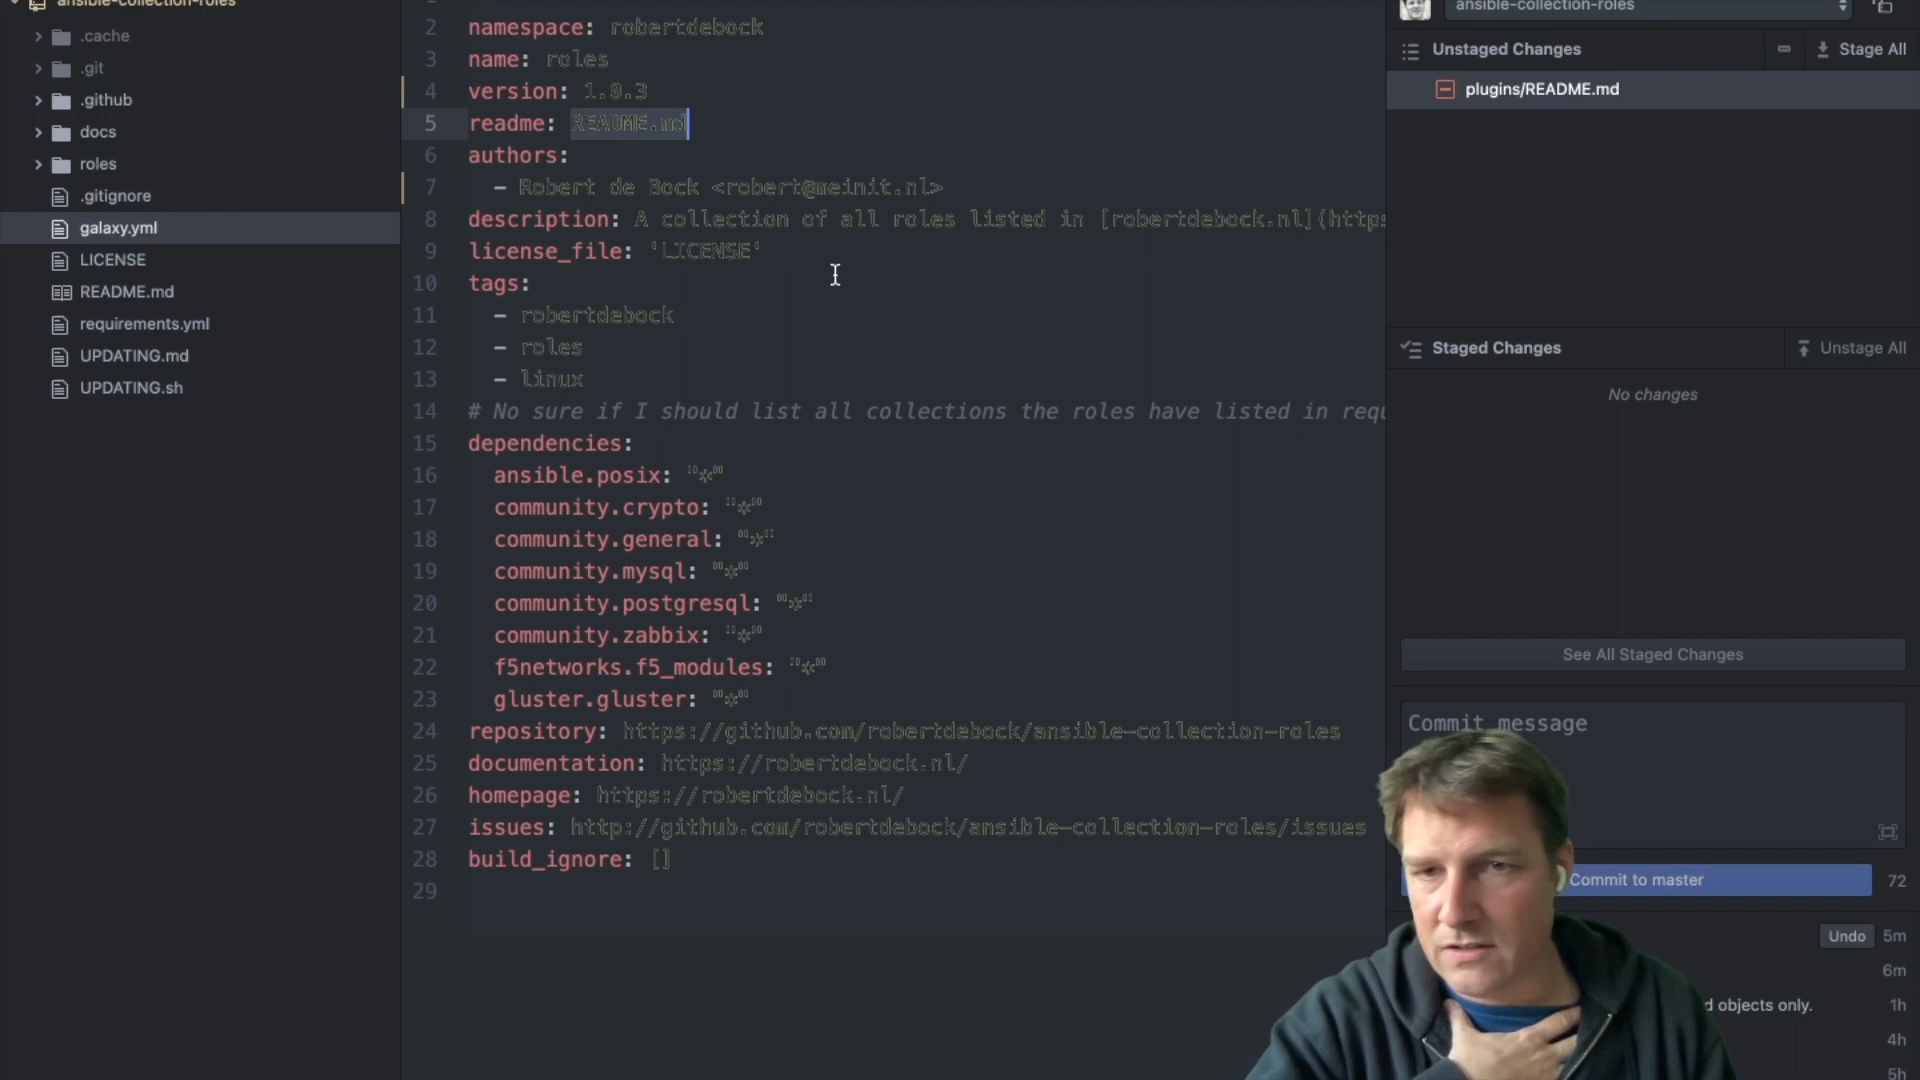 ansible-collection-roles
.cache
.git
.github
docs
roles
.gitignore
galaxy.yml
LICENSE
README.md
requirements.yml
UPDATING.md
UPDATING.sh
2 namespace: robertdebock
3 name: roles
4 version: 1.0.3
5 readme: README.md
6 authors:
7 - Robert de Bock <robert@meinit.nl>
8 description: A collection of all roles listed in [robertdebock.nl](https
9 license_file: 'LICENSE'
10 tags:
11 - robertdebock
12 - roles
13 - linux
14 # No sure if I should list all collections the roles have listed in requ
15 dependencies:
16 ansible.posix: "*"
17 community.crypto: "*"
18 community.general: "*"
19 community.mysql: "*"
20 community.postgresql: "*"
21 community.zabbix: "*"
22 f5networks.f5_modules: "*"
23 gluster.gluster: "*"
24 repository: https://github.com/robertdebock/ansible-collection-roles
25 documentation: https://robertdebock.nl/
26 homepage: https://robertdebock.nl/
27 issues: http://github.com/robertdebock/ansible-collection-roles/issues
28 build_ignore: []
29
ansible-collection-roles
Unstaged Changes Stage All
plugins/README.md
Staged Changes Unstage All
No changes
See All Staged Changes
Commit message
Commit to master 72
Undo 5m
6m
d objects only. 1h
4h
5h